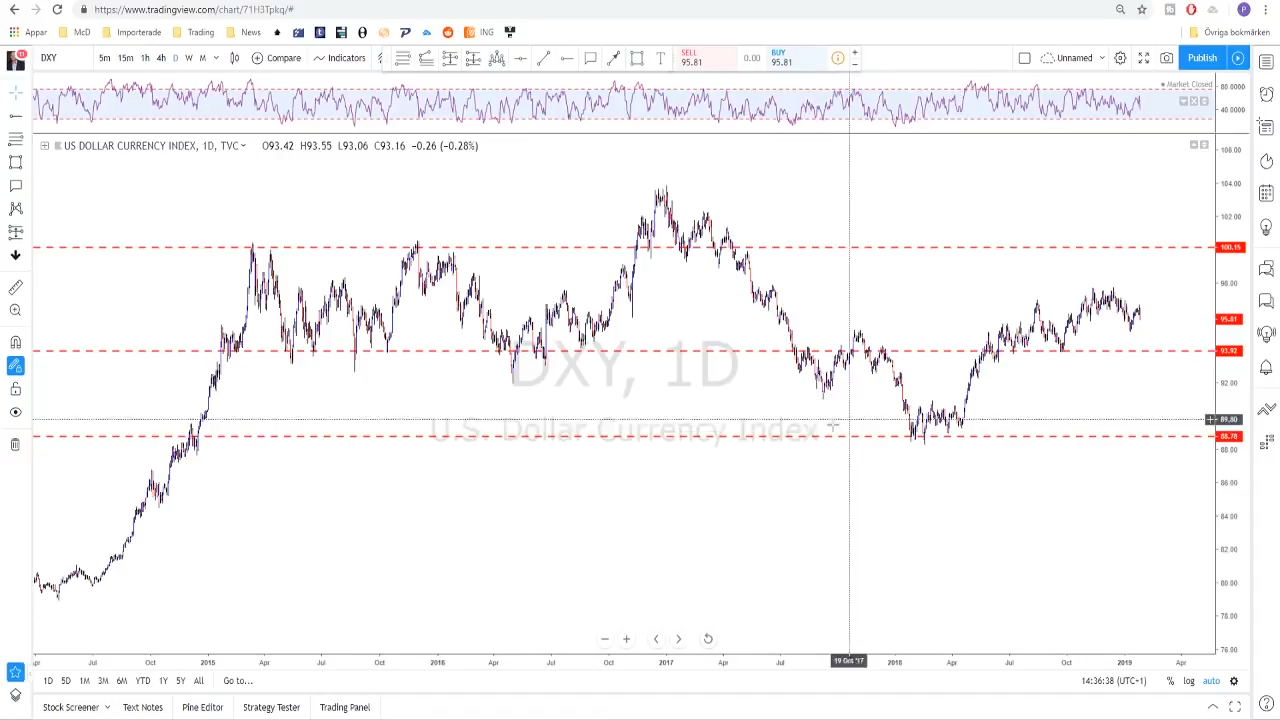 https://www.tradingview.com/chart/71H3Tpkq/#
Appar McD Importerade Trading News ING Övriga bokmärken
11
DXY 5m 15m 1h 4h D W M Compare Indicators SELL 95.81 0.00 BUY 95.81 Unnamed Publish
Market Closed
80.0000
40.0000
US DOLLAR CURRENCY INDEX, 1D, TVC O93.42 H93.55 L93.06 C93.16 −0.26 (−0.28%)
106.00
104.00
102.00
100.15
98.00
95.81
93.92
DXY, 1D
92.00
89.80
U.S. Dollar Currency Index
88.78
88.00
86.00
84.00
82.00
80.00
78.00
76.00
Apr Jul Oct 2015 Apr Jul Oct 2016 Apr Jul Oct 2017 Apr Jul 19 Oct '17 2018 Apr Jul Oct 2019 Apr
1D 5D 1M 3M 6M YTD 1Y 5Y All Go to... 14:36:38 (UTC+1) % log auto
Stock Screener Text Notes Pine Editor Strategy Tester Trading Panel